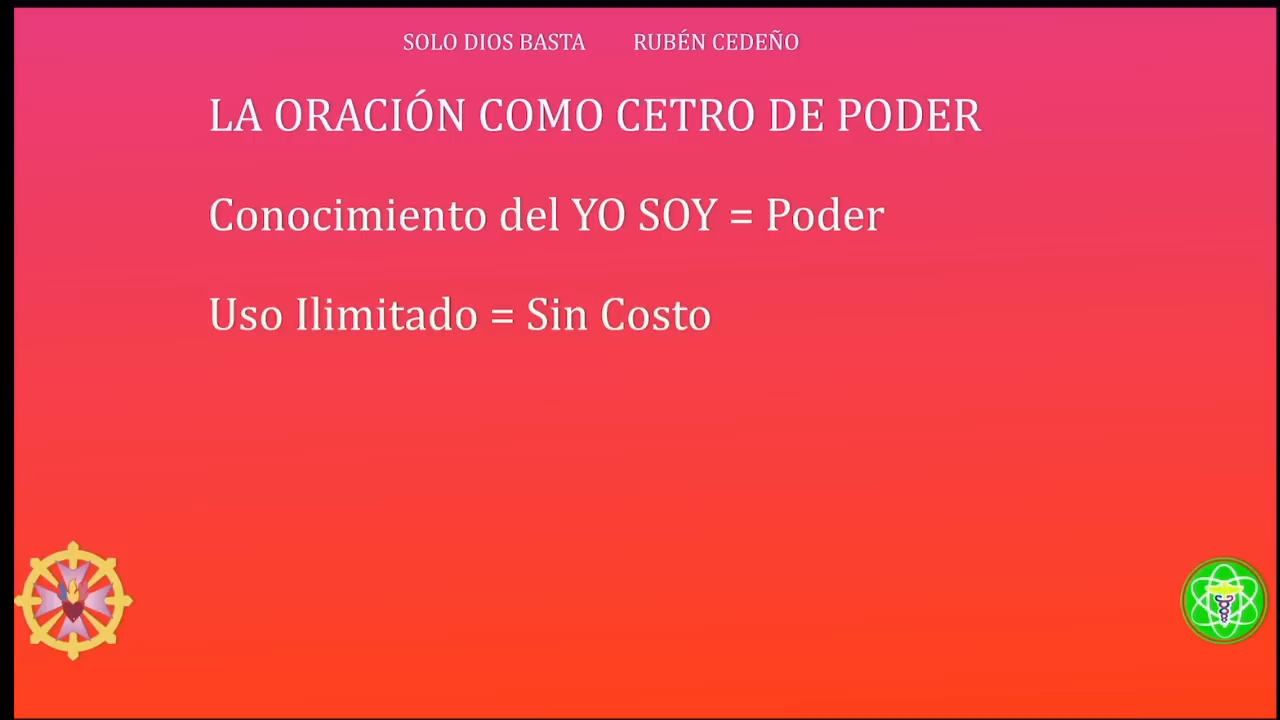 SOLO DIOS BASTA RUBÉN CEDEÑO
LA ORACIÓN COMO CETRO DE PODER
Conocimiento del YO SOY = Poder
Uso Ilimitado = Sin Costo